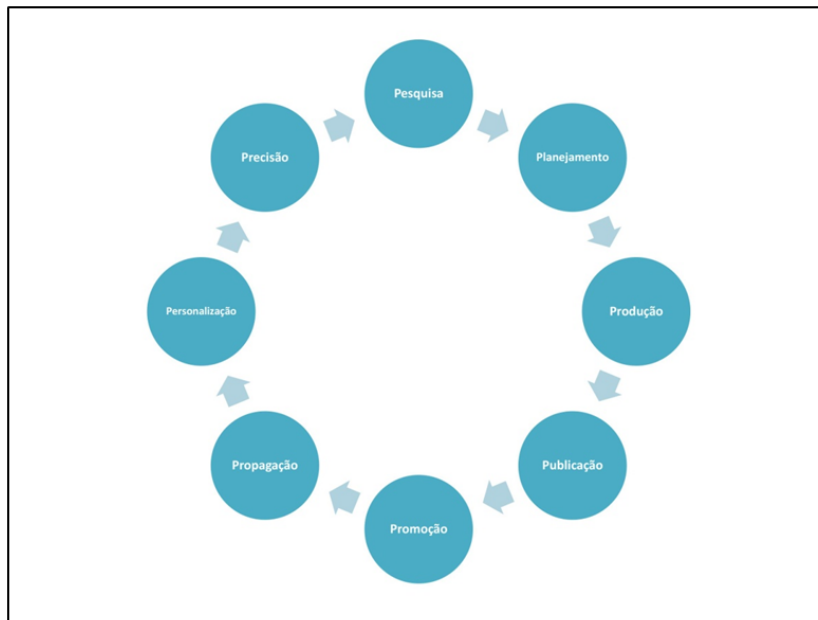 Pesquisa
Planejamento
Produção
Publicação
Promoção
Propagação
Personalização
Precisão